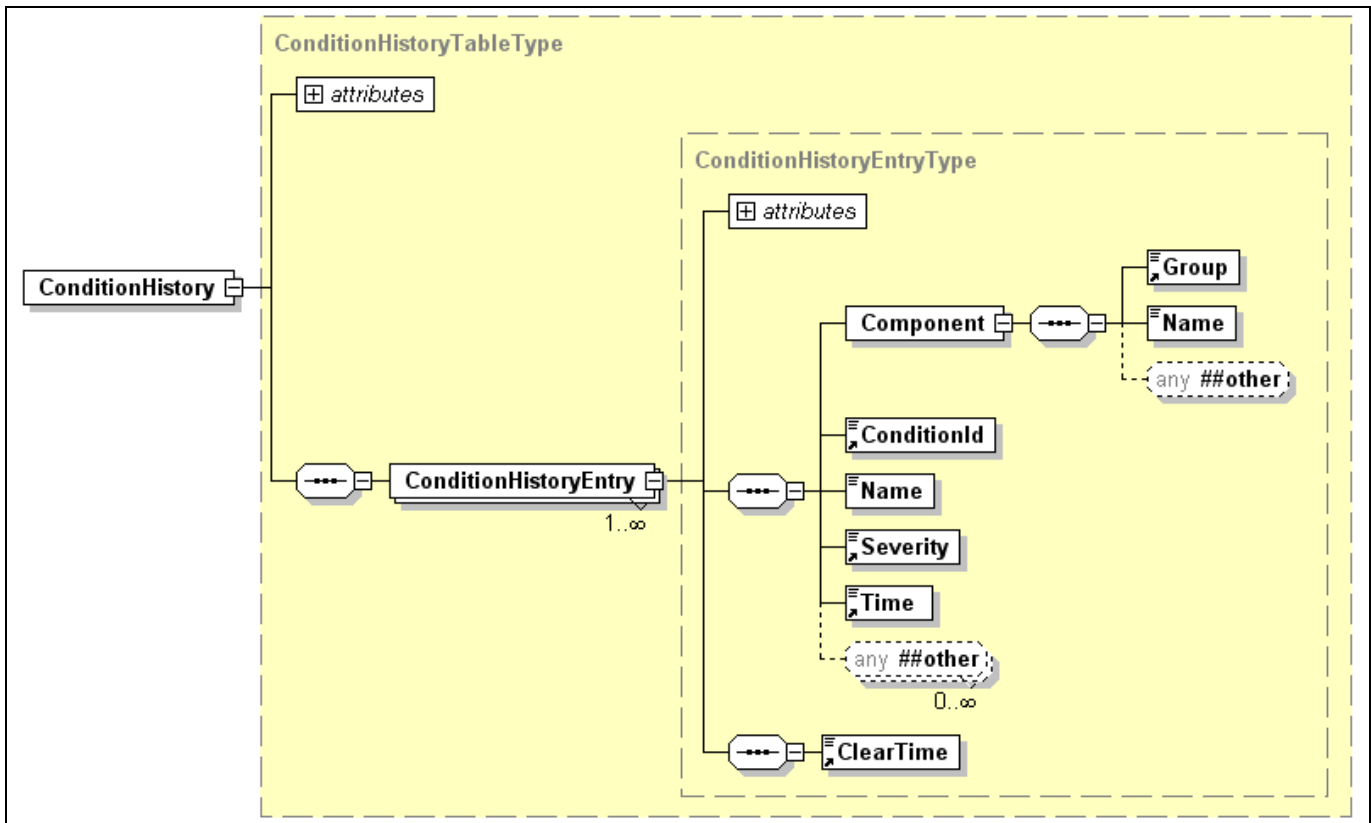 ConditionHistoryTableType
attributes
ConditionHistoryEntryType
attributes
Group
ConditionHistory
Component
Name
any ##other
ConditionId
ConditionHistoryEntry
Name
1..∞
Severity
Time
any ##other
0..∞
ClearTime